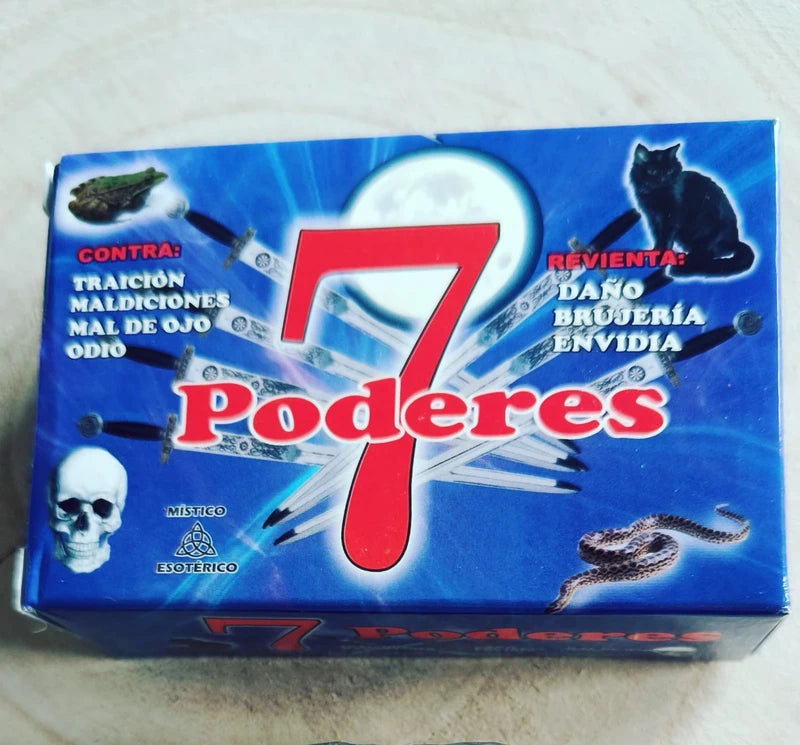 CONTRA:
TRAICIÓN
MALDICIONES
MAL DE OJO
ODIO
REVIENTA:
DAÑO
BRUJERÍA
ENVIDIA
7
Poderes
MÍSTICO
ESOTÉRICO
7 Poderes